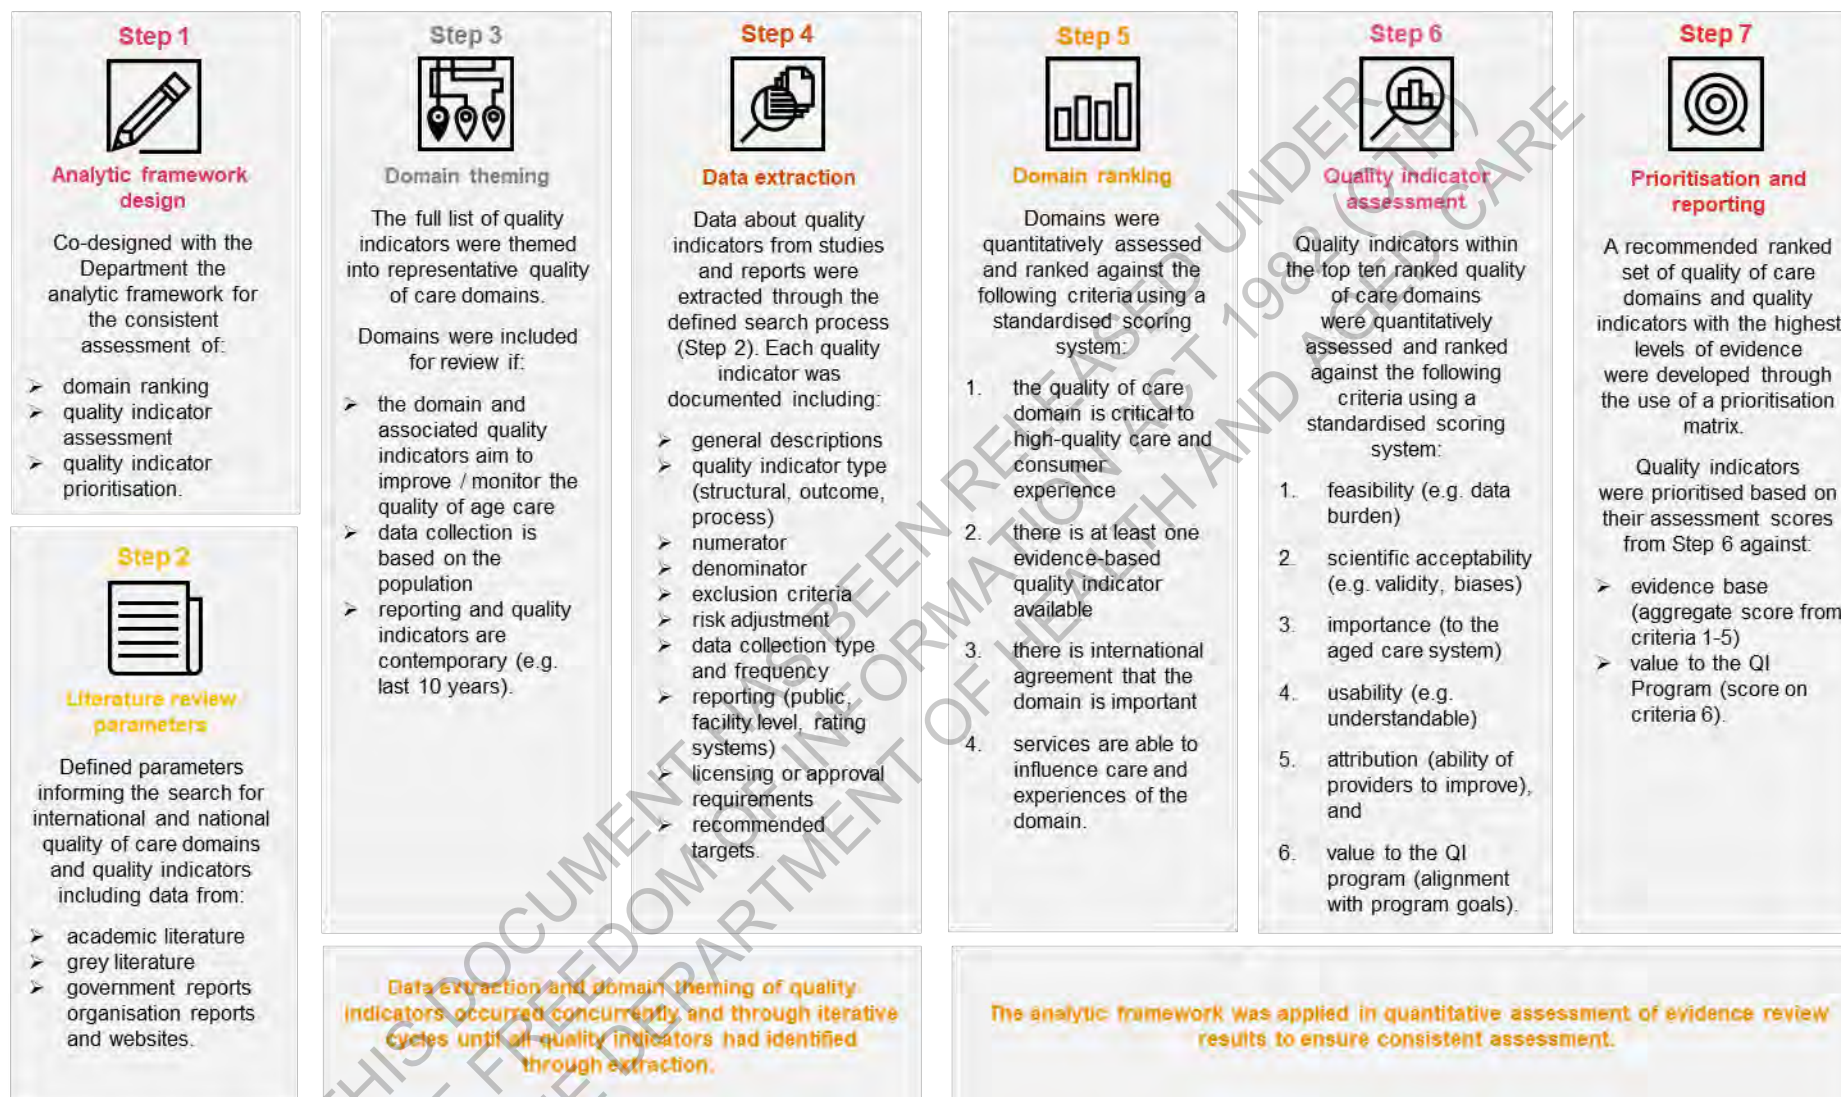 Step 1
Analytic framework
design
Co-designed with the
Department the
analytic framework for
the consistent
assessment of:
➢ domain ranking
➢ quality indicator
assessment
➢ quality indicator
prioritisation.
Step 2
Literature review
parameters
Defined parameters
informing the search for
international and national
quality of care domains
and quality indicators
including data from:
➢ academic literature
➢ grey literature
➢ government reports
organisation reports
and websites.
Step 3
Domain theming
The full list of quality
indicators were themed
into representative quality
of care domains.
Domains were included
for review if:
➢ the domain and
associated quality
indicators aim to
improve / monitor the
quality of age care
➢ data collection is
based on the
population
➢ reporting and quality
indicators are
contemporary (e.g.
last 10 years).
Step 4
Data extraction
Data about quality
indicators from studies
and reports were
extracted through the
defined search process
(Step 2). Each quality
indicator was
documented including:
➢ general descriptions
➢ quality indicator type
(structural, outcome,
process)
➢ numerator
➢ denominator
➢ exclusion criteria
➢ risk adjustment
➢ data collection type
and frequency
➢ reporting (public,
facility level, rating
systems)
➢ licensing or approval
requirements
➢ recommended
targets.
Data extraction and domain theming of quality
indicators occurred concurrently, and through iterative
cycles until all quality indicators had identified
through extraction.
Step 5
Domain ranking
Domains were
quantitatively assessed
and ranked against the
following criteria using a
standardised scoring
system:
1. the quality of care
domain is critical to
high-quality care and
consumer
experience
2. there is at least one
evidence-based
quality indicator
available
3. there is international
agreement that the
domain is important
4. services are able to
influence care and
experiences of the
domain.
Step 6
Quality indicator
assessment
Quality indicators within
the top ten ranked quality
of care domains
were quantitatively
assessed and ranked
against the following
criteria using a
standardised scoring
system:
1. feasibility (e.g. data
burden)
2. scientific acceptability
(e.g. validity, biases)
3. importance (to the
aged care system)
4. usability (e.g.
understandable)
5. attribution (ability of
providers to improve),
and
6. value to the QI
program (alignment
with program goals).
Step 7
Prioritisation and
reporting
A recommended ranked
set of quality of care
domains and quality
indicators with the highest
levels of evidence
were developed through
the use of a prioritisation
matrix.
Quality indicators
were prioritised based on
their assessment scores
from Step 6 against:
➢ evidence base
(aggregate score from
criteria 1-5)
➢ value to the QI
Program (score on
criteria 6).
The analytic framework was applied in quantitative assessment of evidence review
results to ensure consistent assessment.
THIS DOCUMENT HAS BEEN RELEASED UNDER
FREEDOM OF INFORMATION ACT 1982 (CTH)
DEPARTMENT OF HEALTH AND AGED CARE